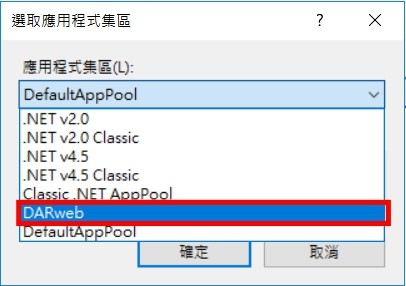 選取應用程式集區
?
應用程式集區(L):
DefaultAppPool
.NET v2.0
.NET v2.0 Classic
.NET v4.5
.NET v4.5 Classic
Classic .NET AppPool
DARweb
DefaultAppPool
確定
取消